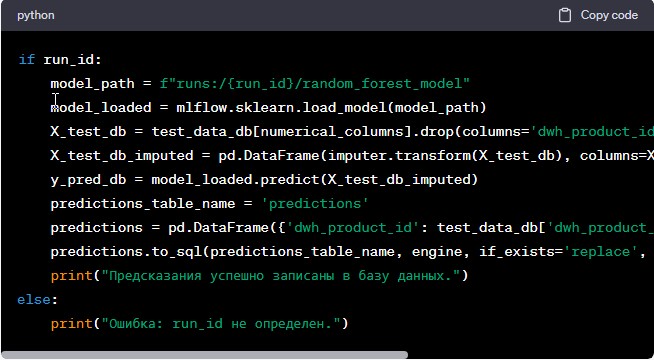 python
Copy code
if run_id:
model_path = f"runs:/{run_id}/random_forest_model"
model_loaded = mlflow.sklearn.load_model(model_path)
X_test_db = test_data_db[numerical_columns].drop(columns='dwh_product_id
X_test_db_imputed = pd.DataFrame(imputer.transform(X_test_db), columns=X
y_pred_db = model_loaded.predict(X_test_db_imputed)
predictions_table_name = 'predictions'
predictions = pd.DataFrame({'dwh_product_id': test_data_db['dwh_product_
predictions.to_sql(predictions_table_name, engine, if_exists='replace',
print("Предсказания успешно записаны в базу данных.")
else:
print("Ошибка: run_id не определен.")